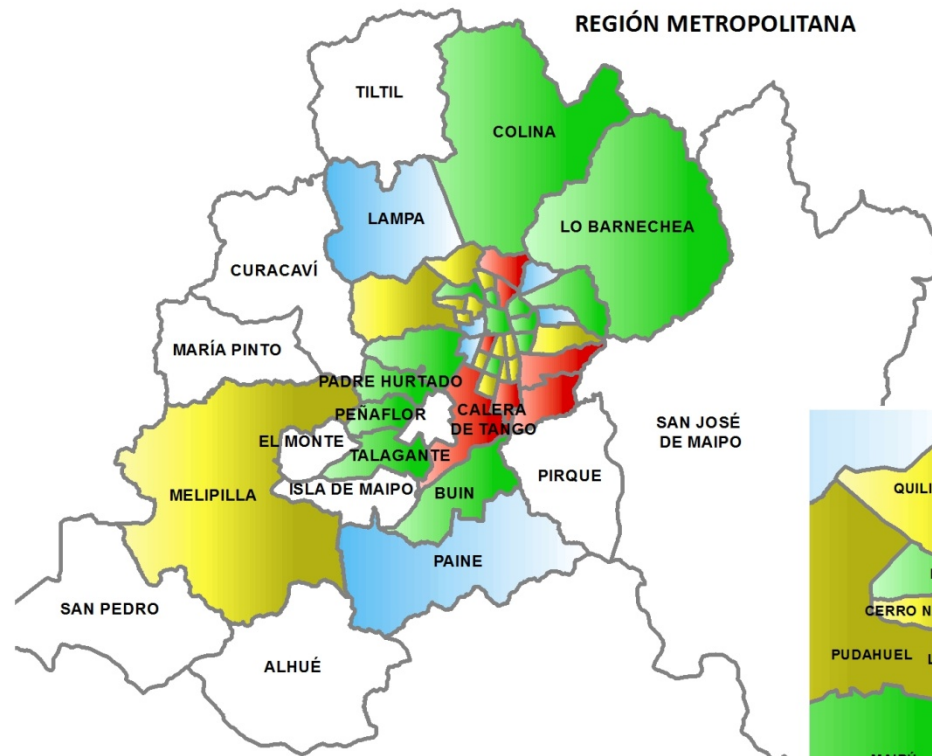 REGIÓN METROPOLITANA
TILTIL
COLINA
LAMPA
LO BARNECHEA
CURACAVÍ
MARÍA PINTO
PADRE HURTADO
PEÑAFLOR
CALERA
DE TANGO
SAN JOSÉ
DE MAIPO
EL MONTE
TALAGANTE
PIRQUE
ISLA DE MAIPO
MELIPILLA
BUIN
PAINE
SAN PEDRO
ALHUÉ
QUILI
CERRO N
PUDAHUEL